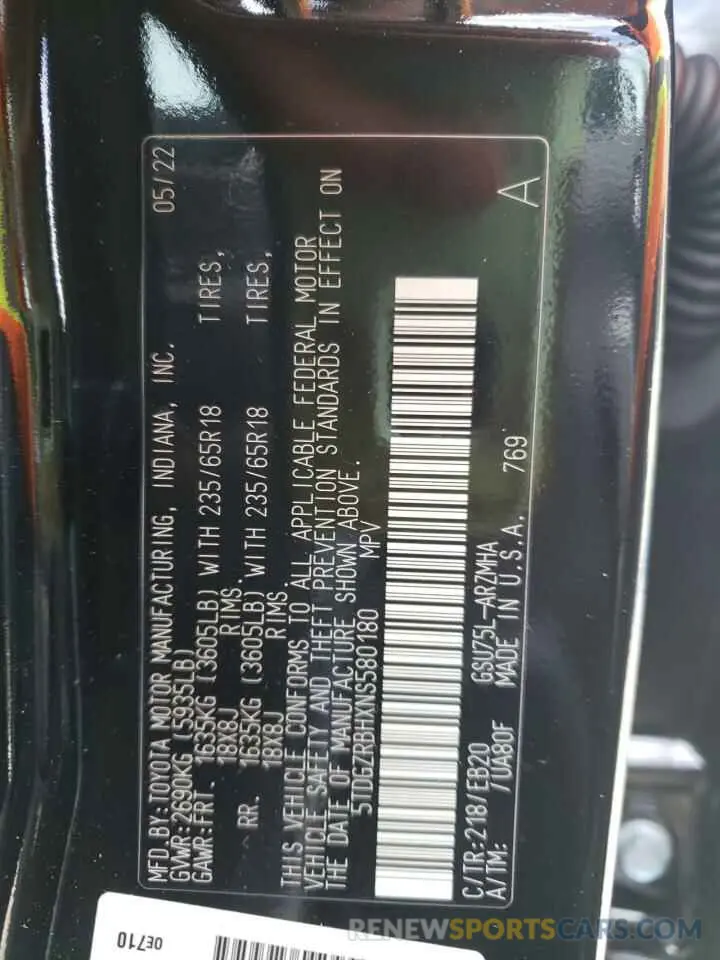 MFD.BY:TOYOTA MOTOR MANUFACTURING, INDIANA, INC. 05/22
GVWR:2690KG (5935LB)
GAWR:FRT. 1635KG (3605LB) WITH 235/65R18 TIRES,
18X8J RIMS.
RR. 1635KG (3605LB) WITH 235/65R18 TIRES,
18X8J RIMS.
THIS VEHICLE CONFORMS TO ALL APPLICABLE FEDERAL MOTOR
VEHICLE SAFETY AND THEFT PREVENTION STANDARDS IN EFFECT ON
THE DATE OF MANUFACTURE SHOWN ABOVE.
5TDGZRBHXNS580180 MPV
C/TR:218/EB20 GSU75L-ARZMHA
A/TM: /UA80F MADE IN U.S.A. 769 A
0E710
RENEWSPORTSCARS.COM